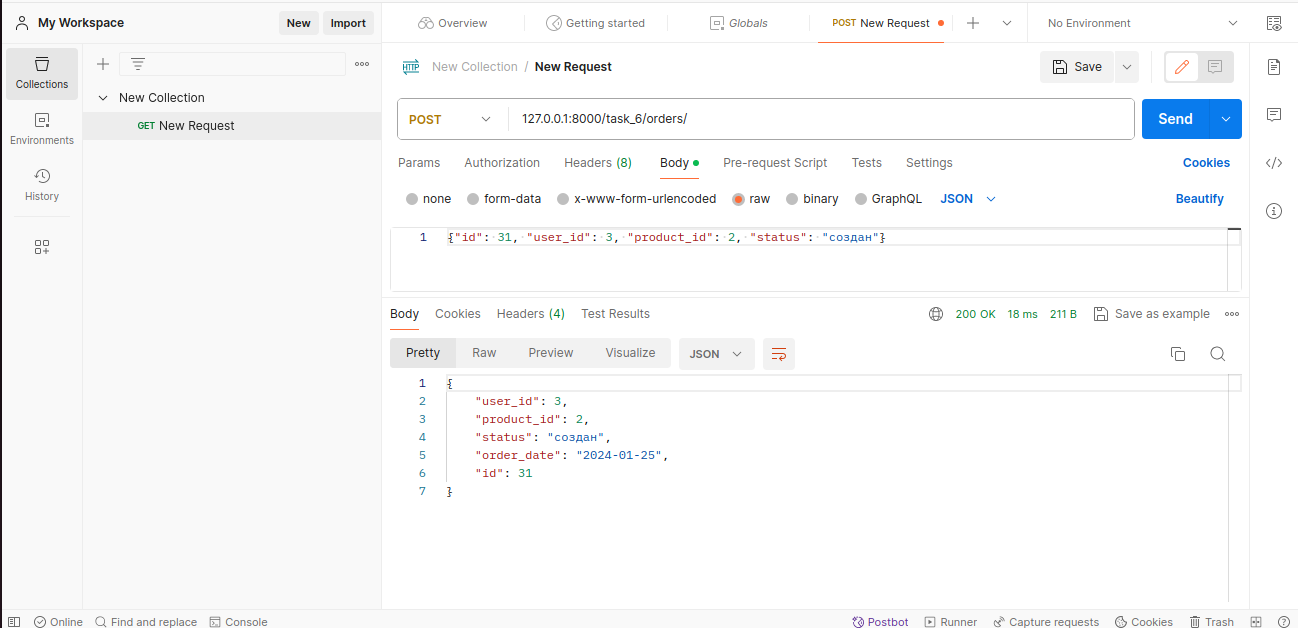 My Workspace New Import Overview Getting started Globals POST New Request No Environment
Collections
Environments
History
New Collection
GET New Request
HTTP New Collection / New Request Save
POST 127.0.0.1:8000/task_6/orders/ Send
Params Authorization Headers (8) Body Pre-request Script Tests Settings Cookies
none form-data x-www-form-urlencoded raw binary GraphQL JSON Beautify
1 {"id": 31, "user_id": 3, "product_id": 2, "status": "создан"}
Body Cookies Headers (4) Test Results 200 OK 18 ms 211 B Save as example
Pretty Raw Preview Visualize JSON
1 {
2 "user_id": 3,
3 "product_id": 2,
4 "status": "создан",
5 "order_date": "2024-01-25",
6 "id": 31
7 }
Online Find and replace Console Postbot Runner Capture requests Cookies Trash